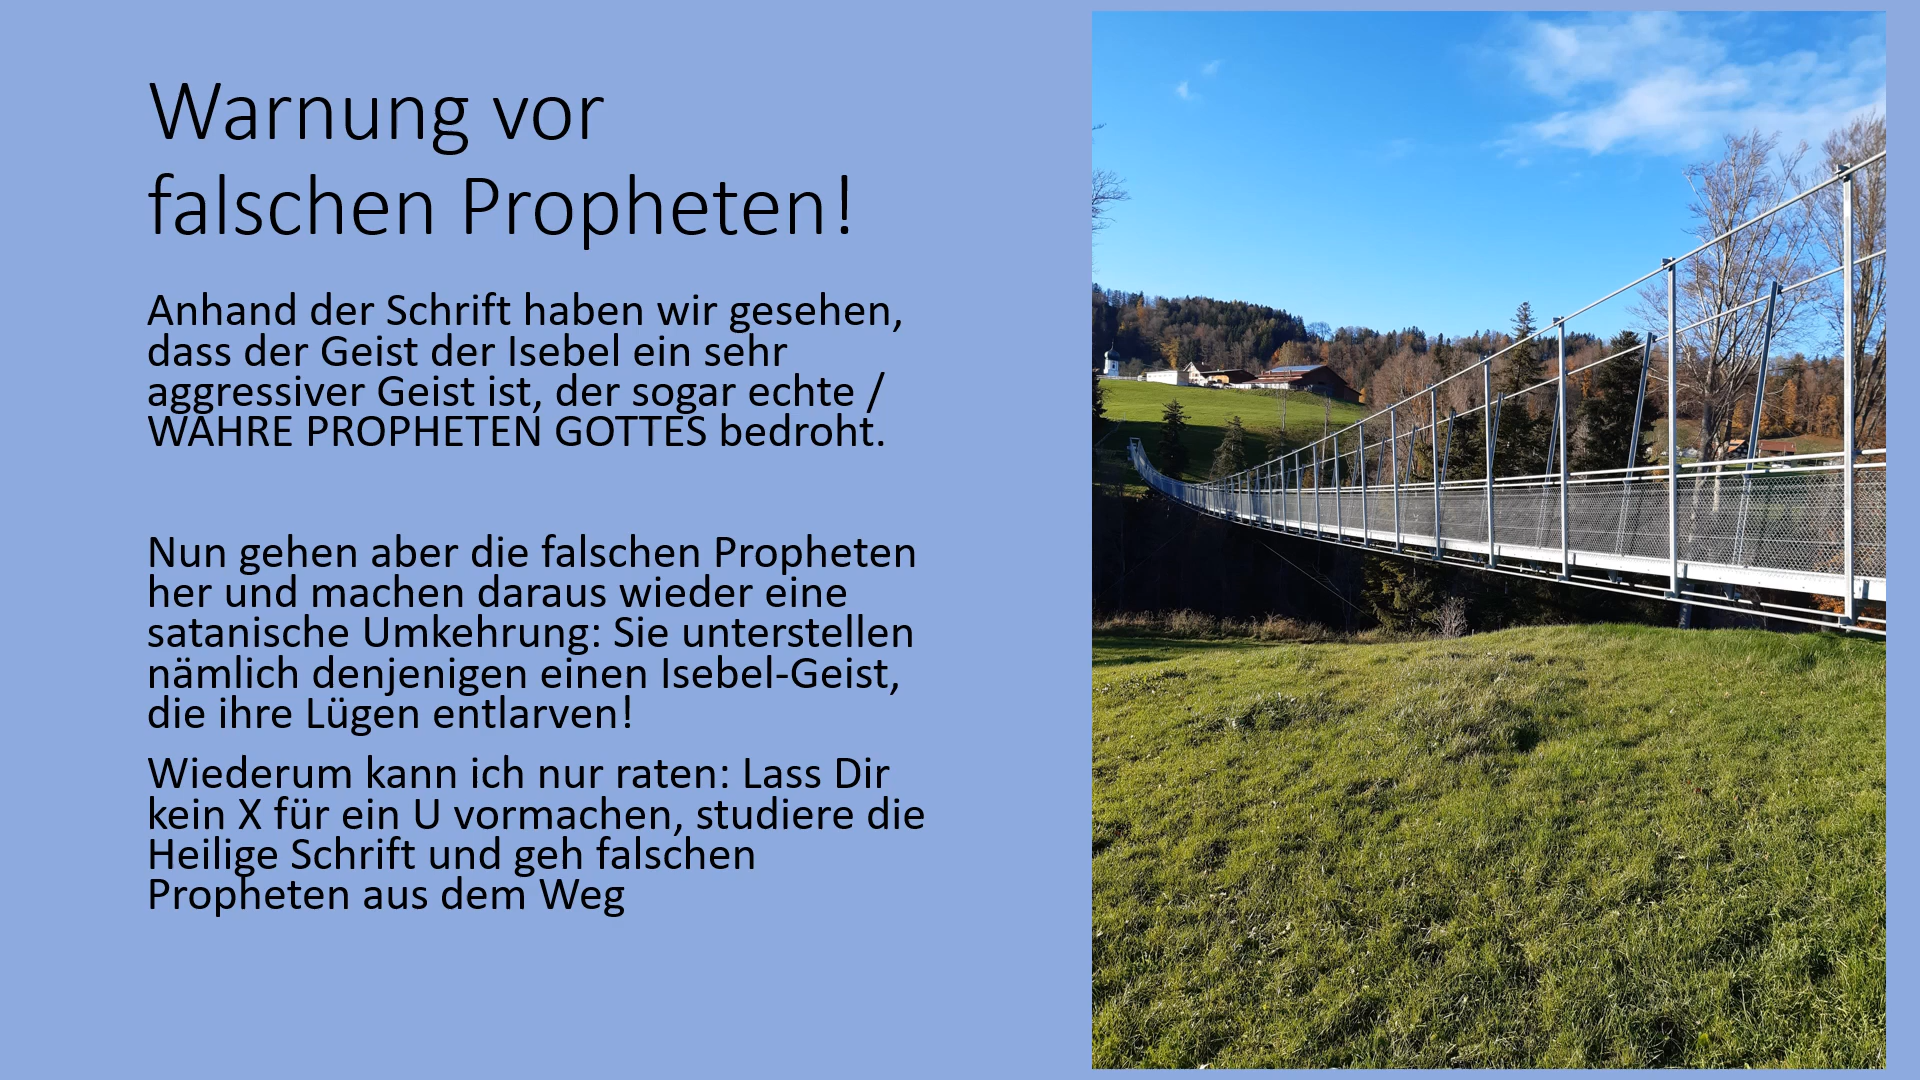 Warnung vor
falschen Propheten!
Anhand der Schrift haben wir gesehen,
dass der Geist der Isebel ein sehr
aggressiver Geist ist, der sogar echte /
WAHRE PROPHETEN GOTTES bedroht.
Nun gehen aber die falschen Propheten
her und machen daraus wieder eine
satanische Umkehrung: Sie unterstellen
nämlich denjenigen einen Isebel-Geist,
die ihre Lügen entlarven!
Wiederum kann ich nur raten: Lass Dir
kein X für ein U vormachen, studiere die
Heilige Schrift und geh falschen
Propheten aus dem Weg